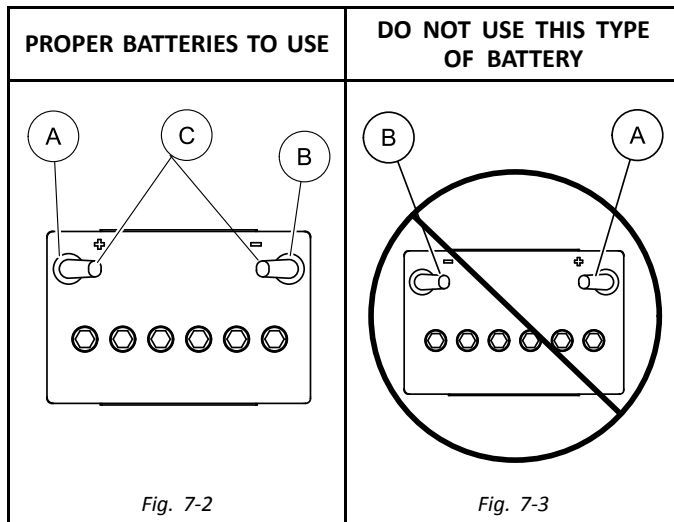 PROPER BATTERIES TO USE
DO NOT USE THIS TYPE
OF BATTERY
A
C
B
+
-
B
A
-
+
Fig. 7-2
Fig. 7-3